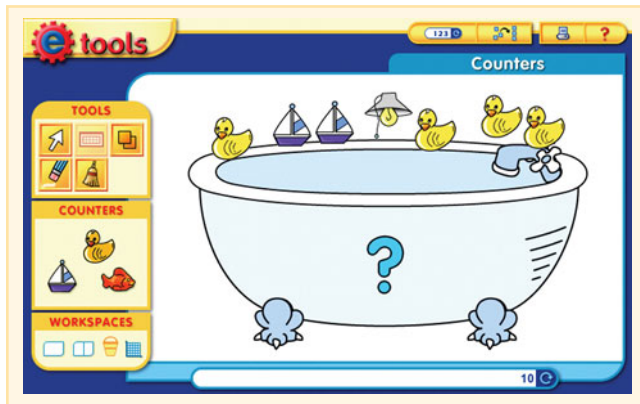 e tools
123
?
Counters
TOOLS
COUNTERS
?
WORKSPACES
10